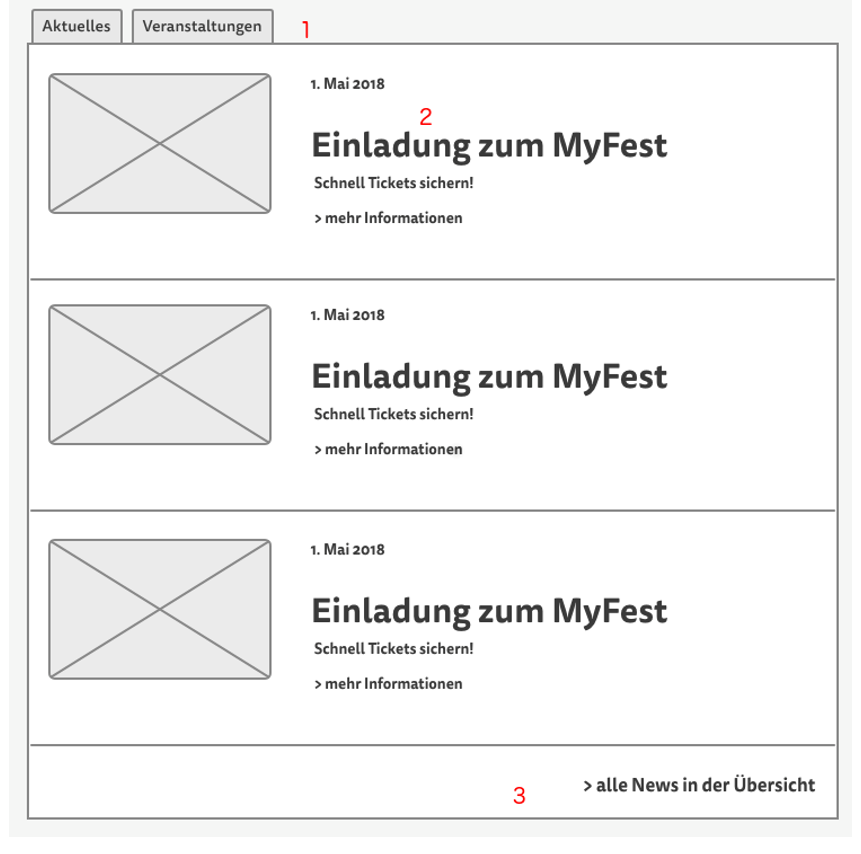 Aktuelles Veranstaltungen 1
1. Mai 2018
2
Einladung zum MyFest
Schnell Tickets sichern!
> mehr Informationen
1. Mai 2018
Einladung zum MyFest
Schnell Tickets sichern!
> mehr Informationen
1. Mai 2018
Einladung zum MyFest
Schnell Tickets sichern!
> mehr Informationen
> alle News in der Übersicht
3